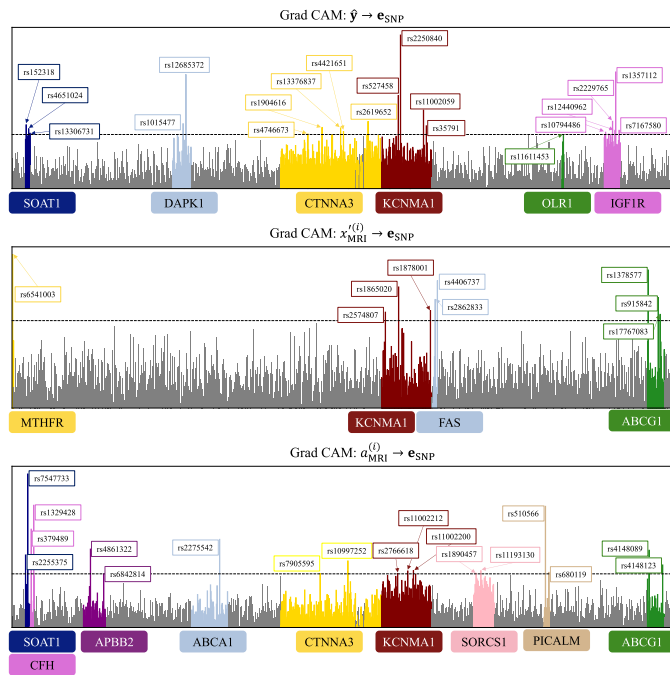 Grad CAM: ŷ → e_SNP
rs2250840
rs12685372
rs4421651
rs152318
rs1357112
rs13376837
rs527458
rs2229765
rs4651024
rs1904616
rs2619652
rs11002059
rs12440962
rs1015477
rs13306731
rs4746673
rs35791
rs10794486
rs7167580
rs11611453
SOAT1
DAPK1
CTNNA3
KCNMA1
OLR1
IGF1R
Grad CAM: x′_MRI^(i) → e_SNP
rs1878001
rs1378577
rs4406737
rs1865020
rs6541003
rs915842
rs2862833
rs2574807
rs17767083
MTHFR
KCNMA1
FAS
ABCG1
Grad CAM: a_MRI^(i) → e_SNP
rs7547733
rs1329428
rs510566
rs11002212
rs379489
rs11002200
rs4861322
rs2275542
rs10997252
rs2766618
rs1890457
rs11193130
rs4148089
rs2255375
rs7905595
rs4148123
rs6842814
rs680119
SOAT1
APBB2
ABCA1
CTNNA3
KCNMA1
SORCS1
PICALM
ABCG1
CFH